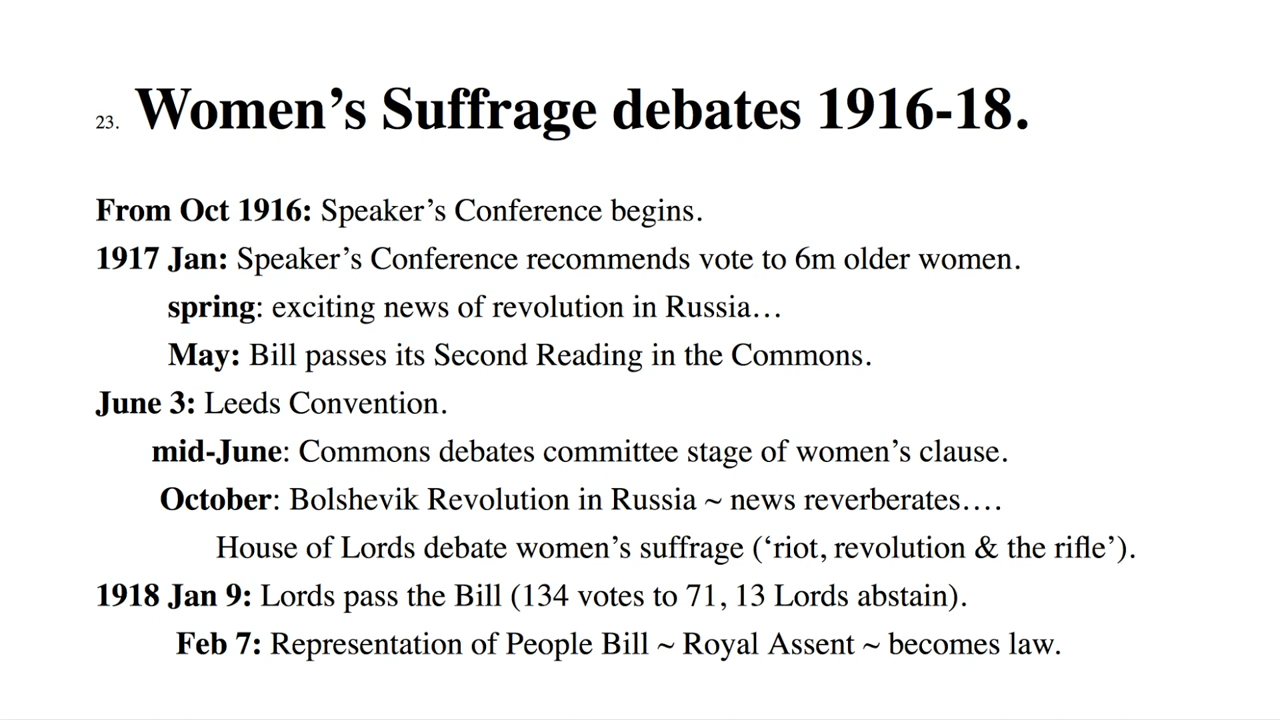 23. Women’s Suffrage debates 1916-18.
From Oct 1916: Speaker’s Conference begins.
1917 Jan: Speaker’s Conference recommends vote to 6m older women.
spring: exciting news of revolution in Russia…
May: Bill passes its Second Reading in the Commons.
June 3: Leeds Convention.
mid-June: Commons debates committee stage of women’s clause.
October: Bolshevik Revolution in Russia ~ news reverberates….
House of Lords debate women’s suffrage (‘riot, revolution & the rifle’).
1918 Jan 9: Lords pass the Bill (134 votes to 71, 13 Lords abstain).
Feb 7: Representation of People Bill ~ Royal Assent ~ becomes law.